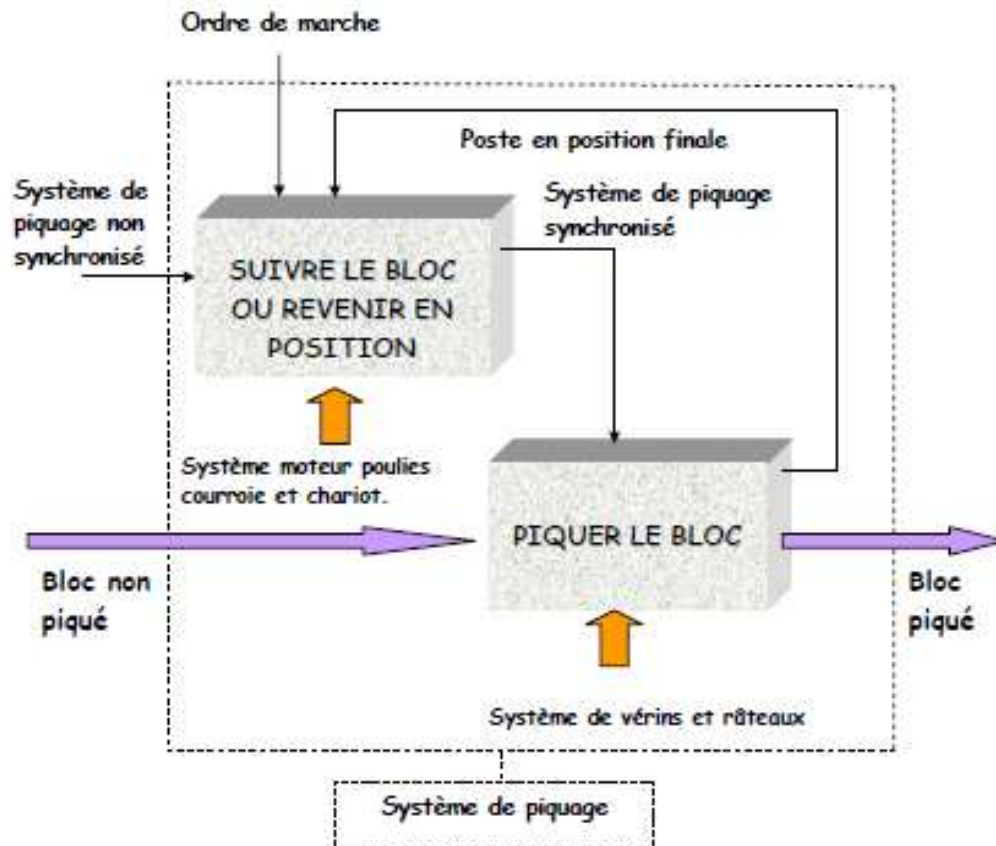 Ordre de marche
Poste en position finale
Système de
piquage non
synchronisé
Système de piquage
synchronisé
SUIVRE LE BLOC
OU REVENIR EN
POSITION
Système moteur poulies
courroie et chariot.
PIQUER LE BLOC
Bloc non
piqué
Bloc
piqué
Système de vérins et râteaux
Système de piquage